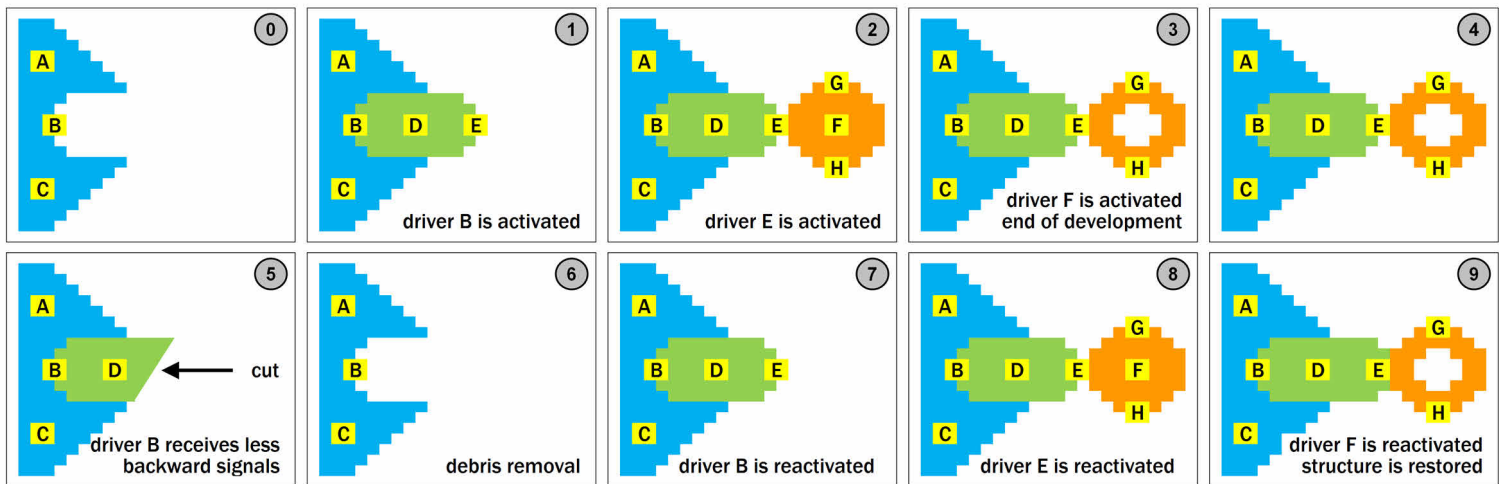 0
A
B
C
1
A
B D E
C
driver B is activated
2
A
G
B D E F
H
C
driver E is activated
3
A
G
B D E
H
C
driver F is activated
end of development
4
A
G
B D E
H
C
5
A
B D
cut
C
driver B receives less
backward signals
6
A
B
C
debris removal
7
A
B D E
C
driver B is reactivated
8
A
G
B D E F
H
C
driver E is reactivated
9
A
G
B D E
H
C
driver F is reactivated
structure is restored